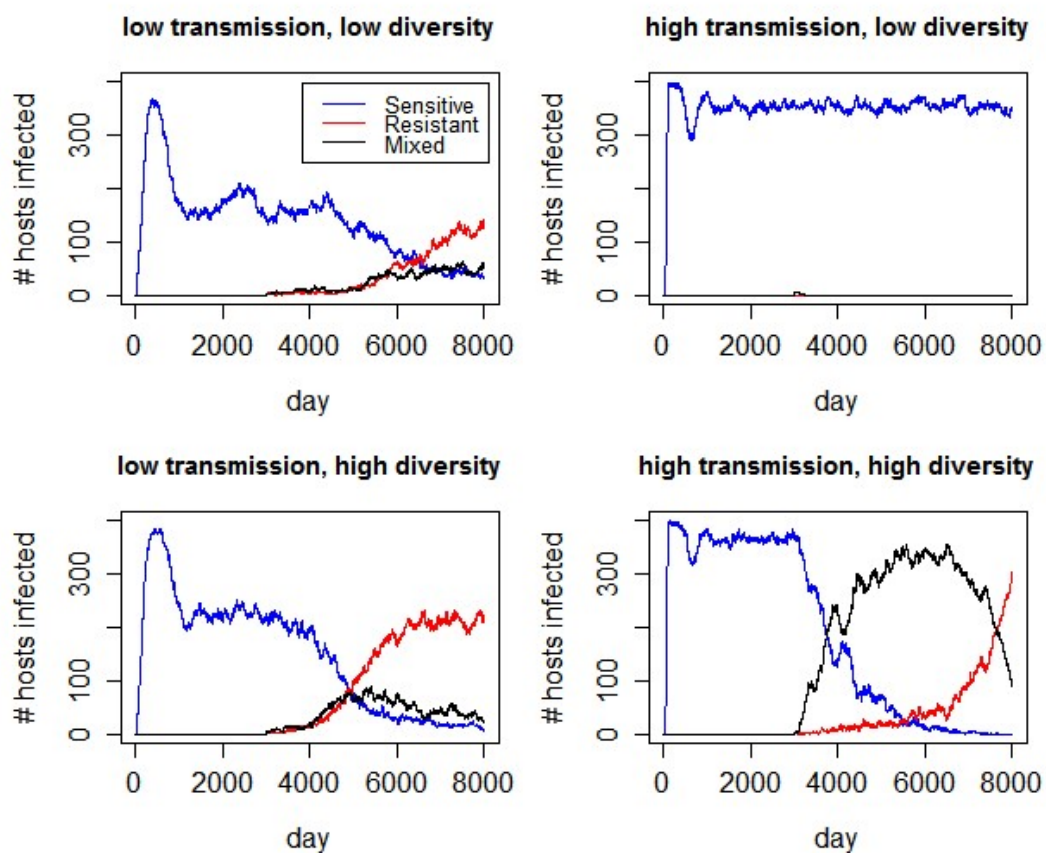 low transmission, low diversity
# hosts infected
300
100
0
Sensitive
Resistant
Mixed
0 2000 4000 6000 8000
day
high transmission, low diversity
# hosts infected
300
100
0
0 2000 4000 6000 8000
day
low transmission, high diversity
# hosts infected
300
100
0
0 2000 4000 6000 8000
day
high transmission, high diversity
# hosts infected
300
100
0
0 2000 4000 6000 8000
day